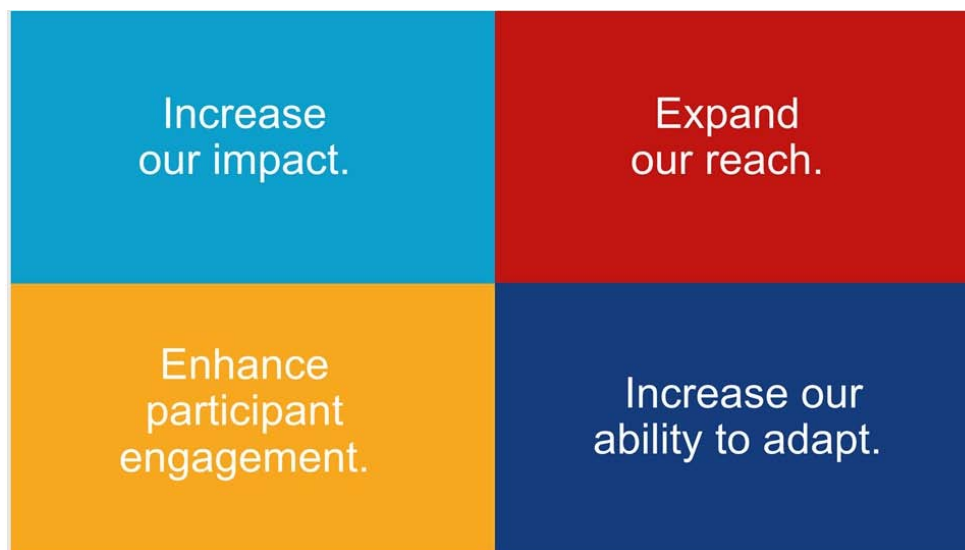 Increase
our impact.
Expand
our reach.
Enhance
participant
engagement.
Increase our
ability to adapt.